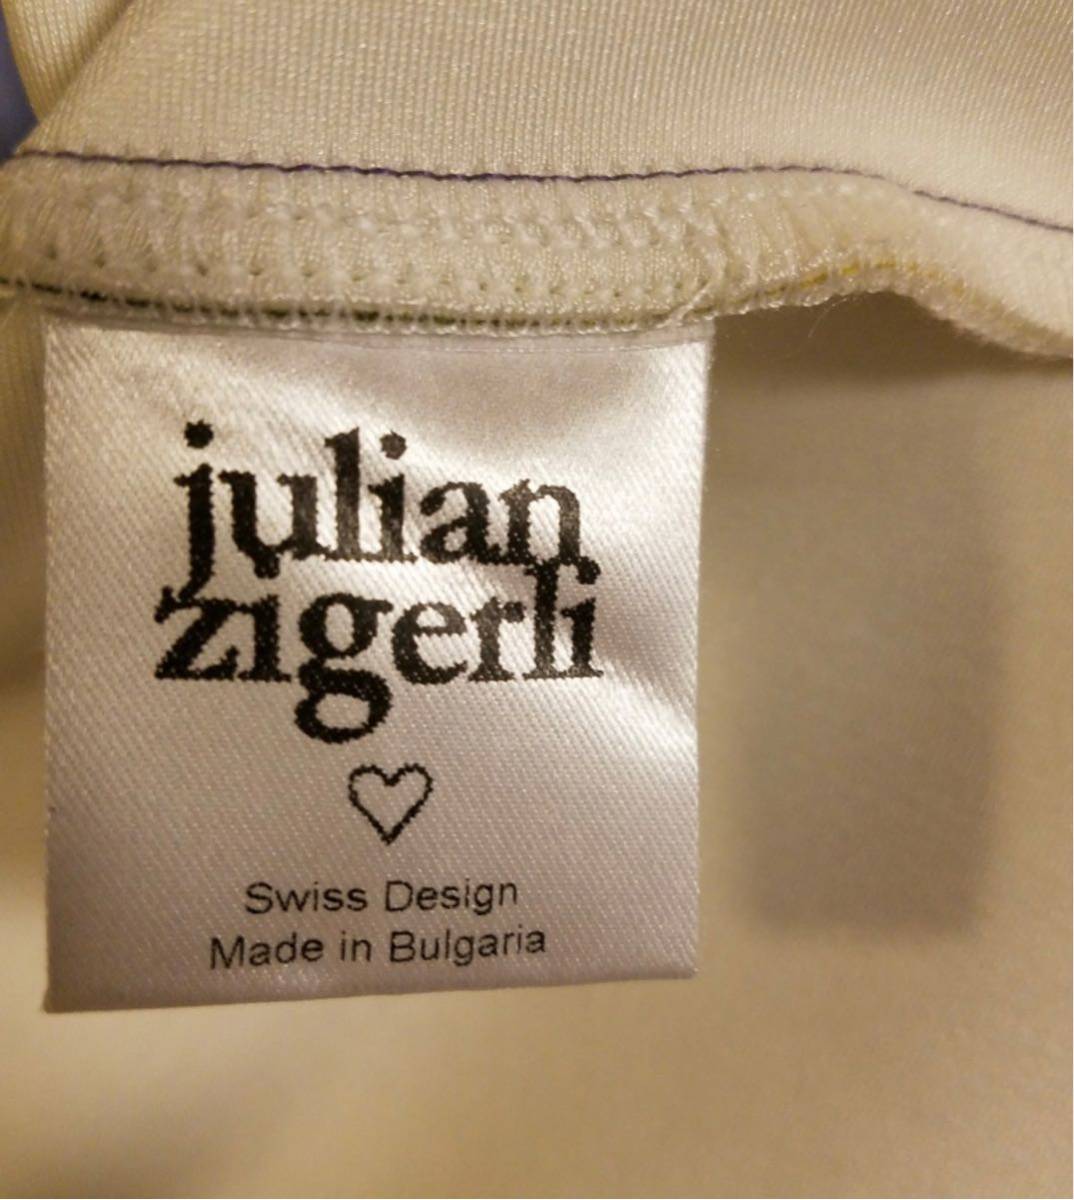 julian
zigerli
Swiss Design
Made in Bulgaria